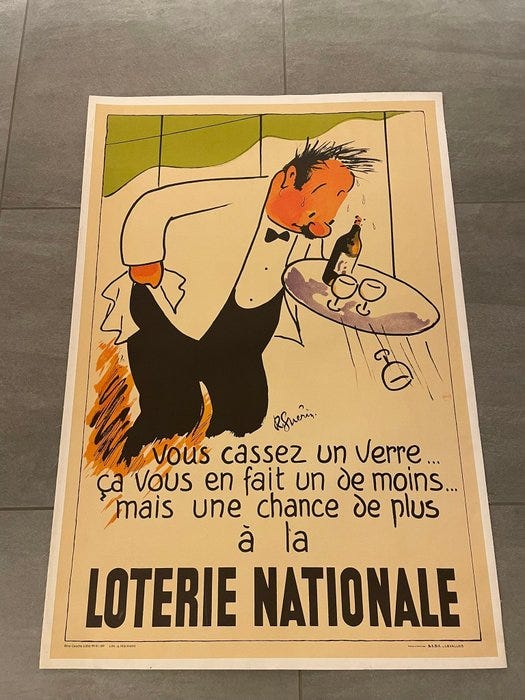 R. Guérin.
vous cassez un verre...
ça vous en fait un de moins...
mais une chance de plus
à la
LOTERIE NATIONALE